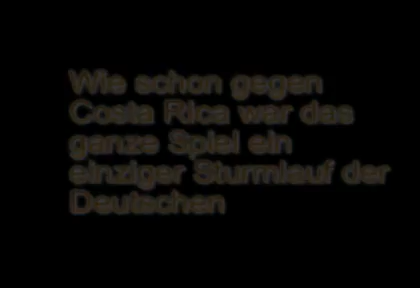 Wie schon gegen
Costa Rica war das
ganze Spiel ein
einziger Sturmlauf der
Deutschen